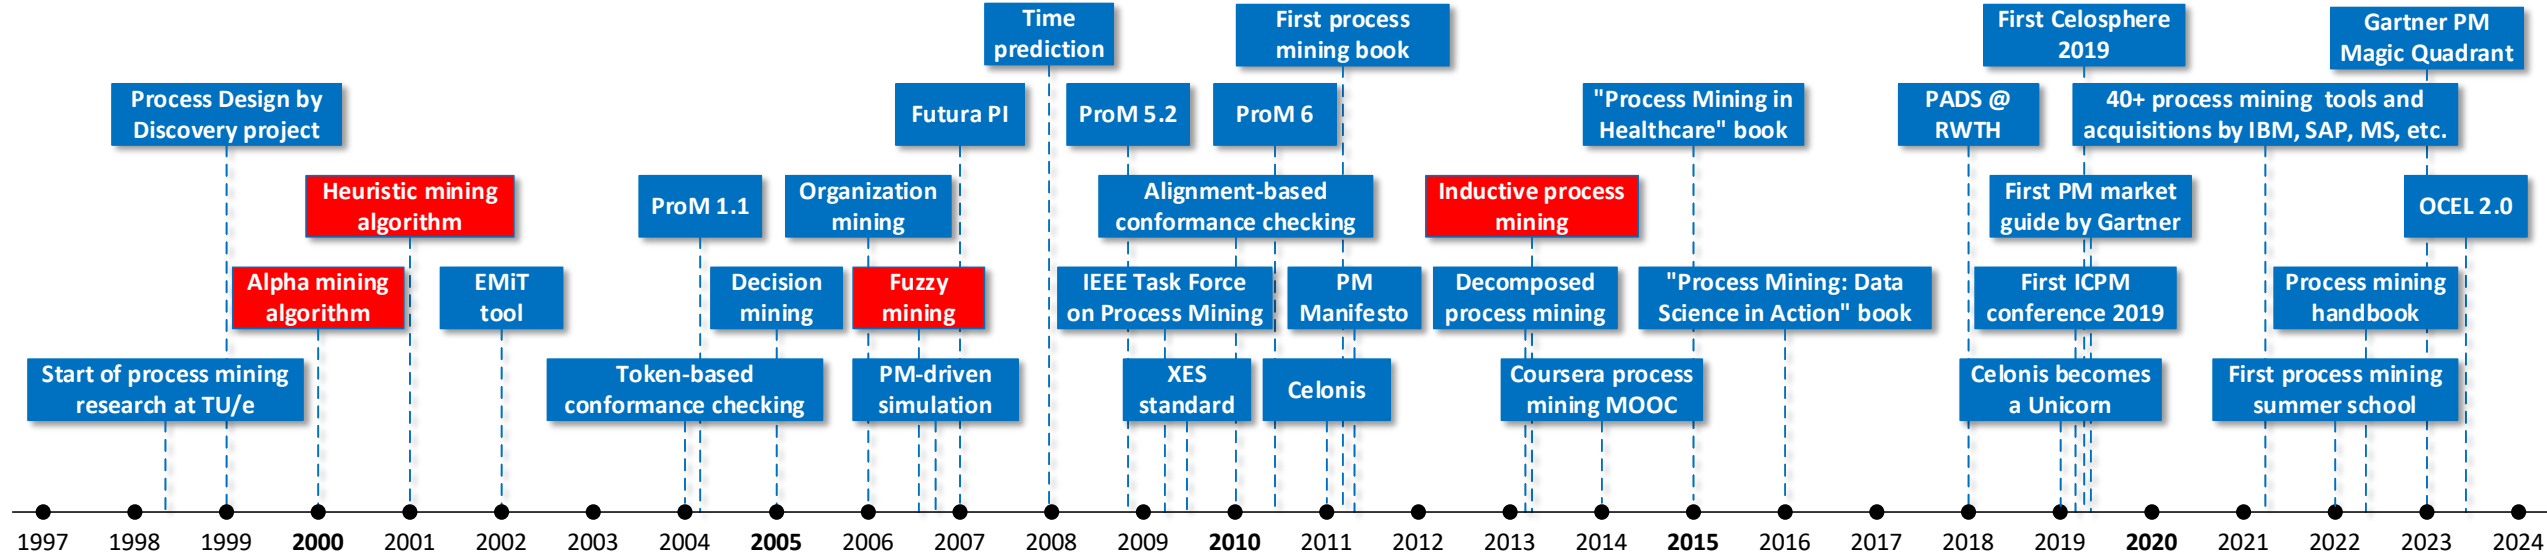 Time
prediction
First process
mining book
First Celosphere
2019
Gartner PM
Magic Quadrant
Process Design by
Discovery project
Futura PI
ProM 5.2
ProM 6
"Process Mining in
Healthcare" book
PADS @
RWTH
40+ process mining tools and
acquisitions by IBM, SAP, MS, etc.
Heuristic mining
algorithm
ProM 1.1
Organization
mining
Alignment-based
conformance checking
Inductive process
mining
First PM market
guide by Gartner
OCEL 2.0
Alpha mining
algorithm
EMiT
tool
Decision
mining
Fuzzy
mining
IEEE Task Force
on Process Mining
PM
Manifesto
Decomposed
process mining
"Process Mining: Data
Science in Action" book
First ICPM
conference 2019
Process mining
handbook
Start of process mining
research at TU/e
Token-based
conformance checking
PM-driven
simulation
XES
standard
Celonis
Coursera process
mining MOOC
Celonis becomes
a Unicorn
First process mining
summer school
1997 1998 1999 2000 2001 2002 2003 2004 2005 2006 2007 2008 2009 2010 2011 2012 2013 2014 2015 2016 2017 2018 2019 2020 2021 2022 2023 2024